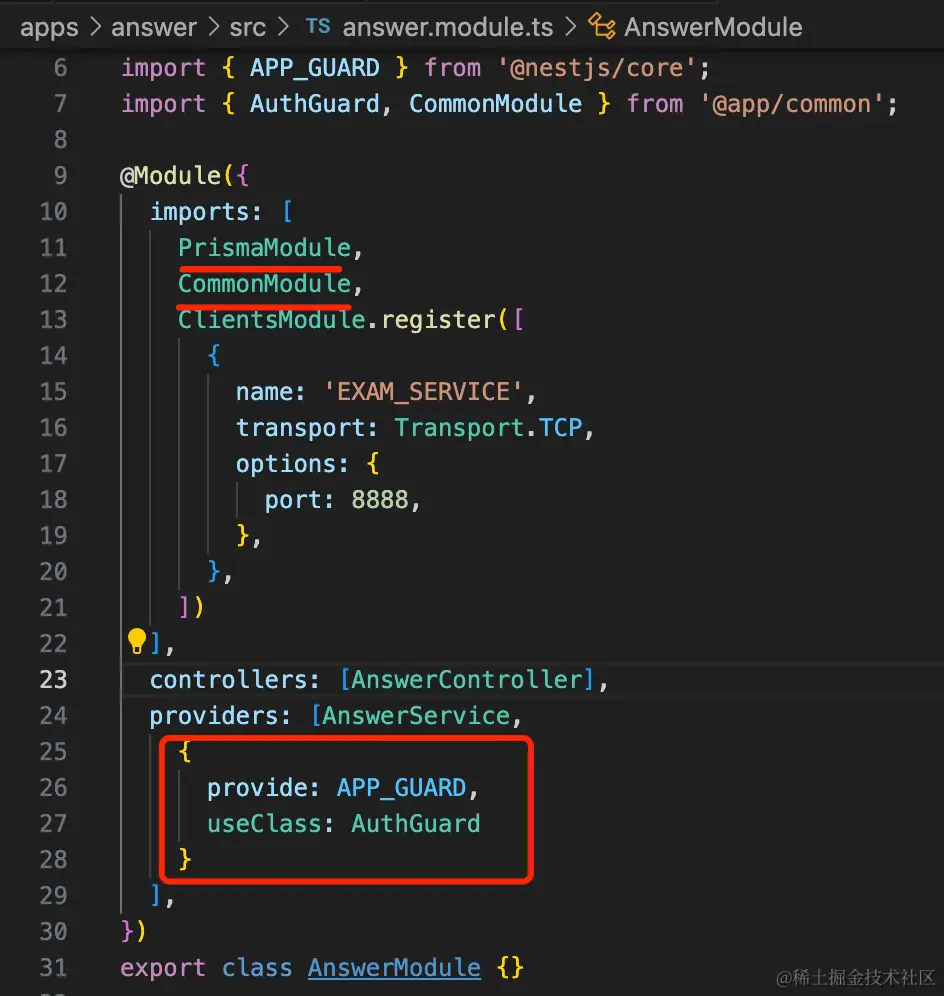 apps > answer > src > TS answer.module.ts > AnswerModule
6 import { APP_GUARD } from '@nestjs/core';
7 import { AuthGuard, CommonModule } from '@app/common';
8
9 @Module({
10 imports: [
11 PrismaModule,
12 CommonModule,
13 ClientsModule.register([
14 {
15 name: 'EXAM_SERVICE',
16 transport: Transport.TCP,
17 options: {
18 port: 8888,
19 },
20 },
21 ])
22 ],
23 controllers: [AnswerController],
24 providers: [AnswerService,
25 {
26 provide: APP_GUARD,
27 useClass: AuthGuard
28 }
29 ],
30 })
31 export class AnswerModule {}
@稀土掘金技术社区